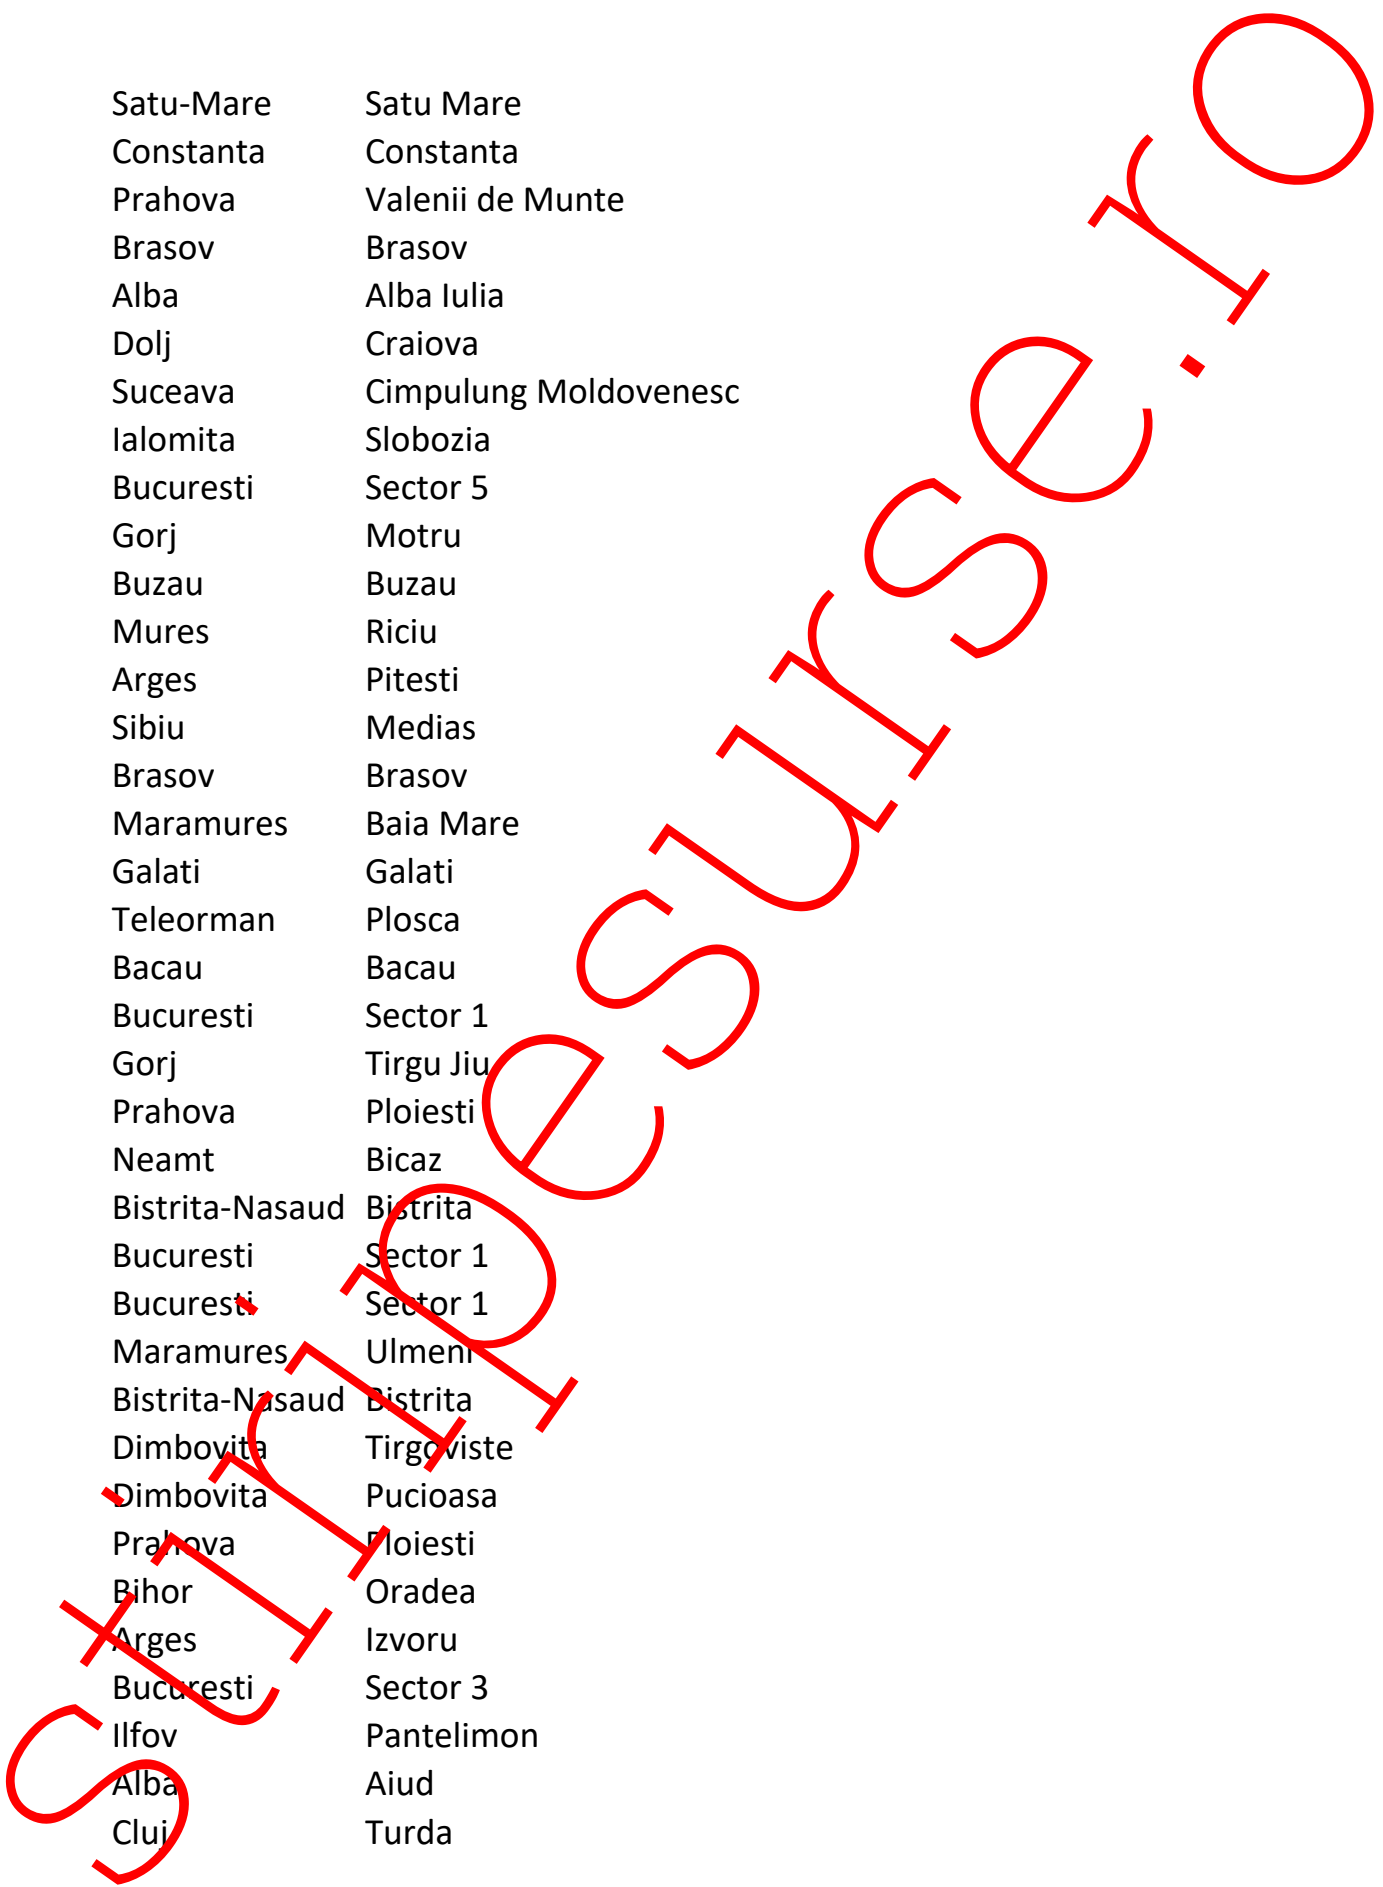 Satu-Mare Satu Mare
Constanta Constanta
Prahova Valenii de Munte
Brasov Brasov
Alba Alba Iulia
Dolj Craiova
Suceava Cimpulung Moldovenesc
Ialomita Slobozia
Bucuresti Sector 5
Gorj Motru
Buzau Buzau
Mures Riciu
Arges Pitesti
Sibiu Medias
Brasov Brasov
Maramures Baia Mare
Galati Galati
Teleorman Plosca
Bacau Bacau
Bucuresti Sector 1
Gorj Tirgu Jiu
Prahova Ploiesti
Neamt Bicaz
Bistrita-Nasaud Bistrita
Bucuresti Sector 1
Bucuresti Sector 1
Maramures Ulmeni
Bistrita-Nasaud Bistrita
Dimbovita Tirgoviste
Dimbovita Pucioasa
Prahova Ploiesti
Bihor Oradea
Arges Izvoru
Bucuresti Sector 3
Ilfov Pantelimon
Alba Aiud
Cluj Turda
stiripesurse.ro